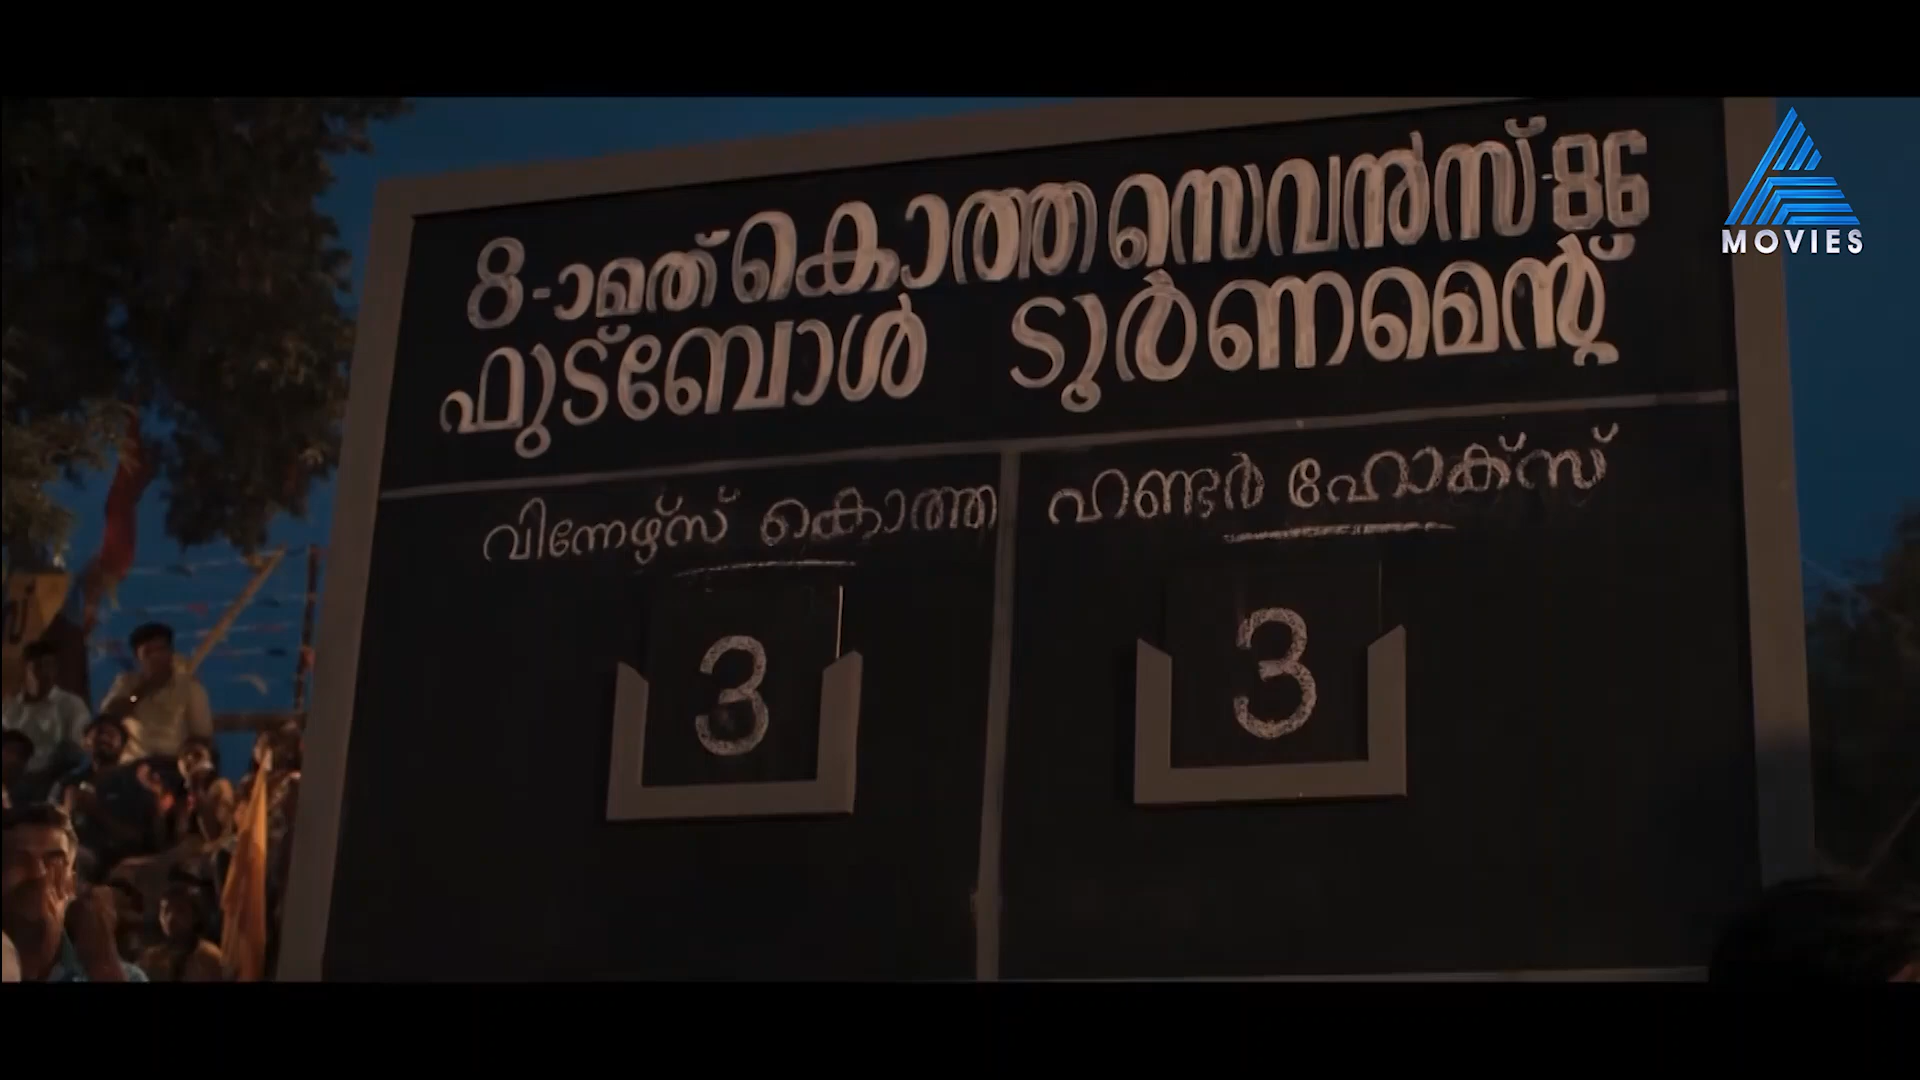 8-ാമത് കൊത്ത സെവൻസ്-86
ഫുട്ബോൾ ടൂർണമെന്റ്
വിന്നേഴ്സ് കൊത്ത
ഹണ്ടർ ഹോക്സ്
3
3
MOVIES